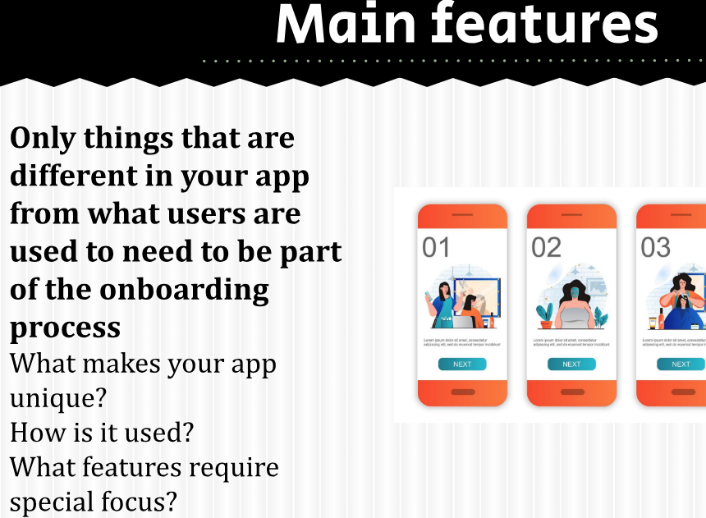 Main features
Only things that are
different in your app
from what users are
used to need to be part
of the onboarding
process
What makes your app
unique?
How is it used?
What features require
special focus?
01
02
03
NEXT
NEXT
NEXT